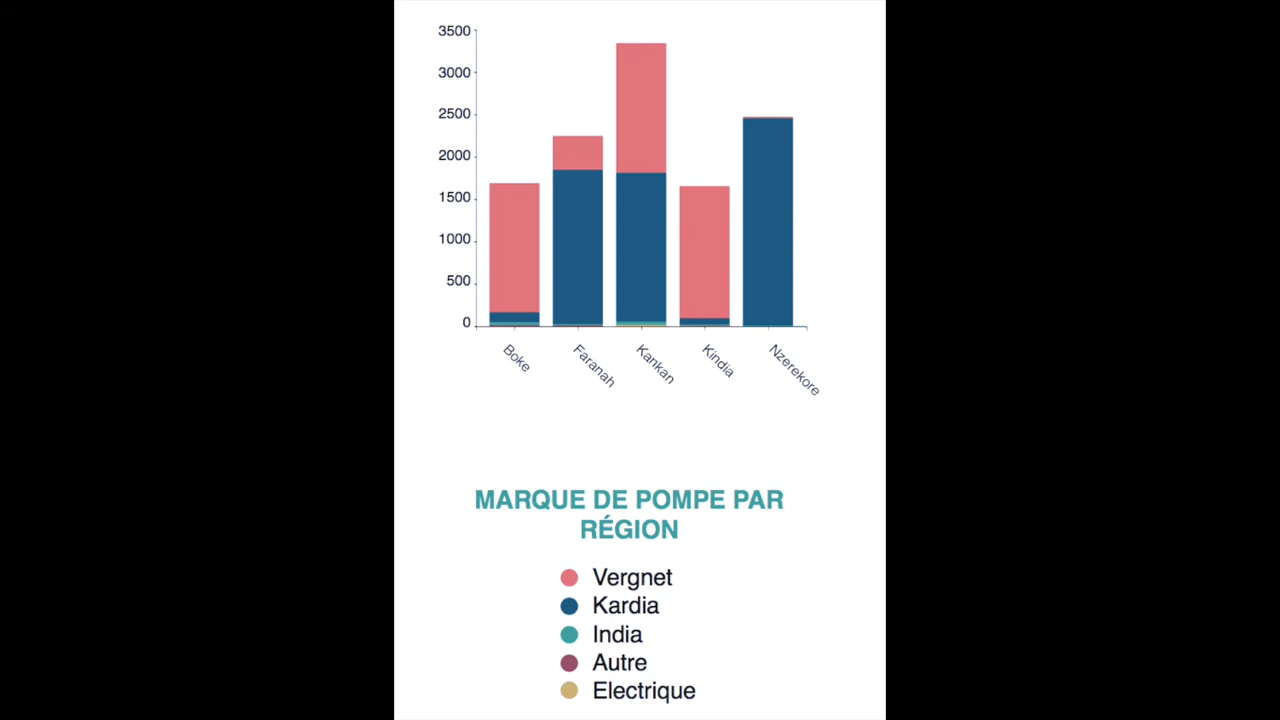 3500
3000
2500
2000
1500
1000
500
0
Boke
Faranah
Kankan
Kindia
Nzerekore
MARQUE DE POMPE PAR
RÉGION
Vergnet
Kardia
India
Autre
Electrique